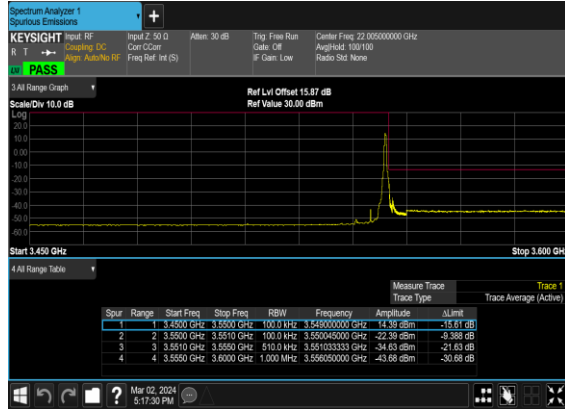 Spectrum Analyzer 1
Spurious Emissions
+
KEYSIGHT Input: RF Input Z: 50 Ω Atten: 30 dB Trig: Free Run Center Freq: 22.005000000 GHz
R T Coupling: DC Corr CCorr Gate: Off Avg|Hold: 100/100
Align: Auto/No RF Freq Ref: Int (S) IF Gain: Low Radio Std: None
PASS
3 All Range Graph
Ref Lvl Offset 15.87 dB
Scale/Div 10.0 dB Ref Value 30.00 dBm
Log
20.0
10.0
0.00
-10.0
-20.0
-30.0
-40.0
-50.0
-60.0
Start 3.450 GHz Stop 3.600 GH
4 All Range Table
Measure Trace Trace 1
Trace Type Trace Average (Active)
Spur Range Start Freq Stop Freq RBW Frequency Amplitude ΔLimit
1 1 3.4500 GHz 3.5500 GHz 100.0 kHz 3.549000000 GHz 14.39 dBm -15.61 dB
2 2 3.5500 GHz 3.5510 GHz 100.0 kHz 3.550045000 GHz -22.39 dBm -9.388 dB
3 3 3.5510 GHz 3.5550 GHz 510.0 kHz 3.551033333 GHz -34.63 dBm -21.63 dB
4 4 3.5550 GHz 3.6000 GHz 1.000 MHz 3.556050000 GHz -43.68 dBm -30.68 dB
? Mar 02, 2024
5:17:30 PM